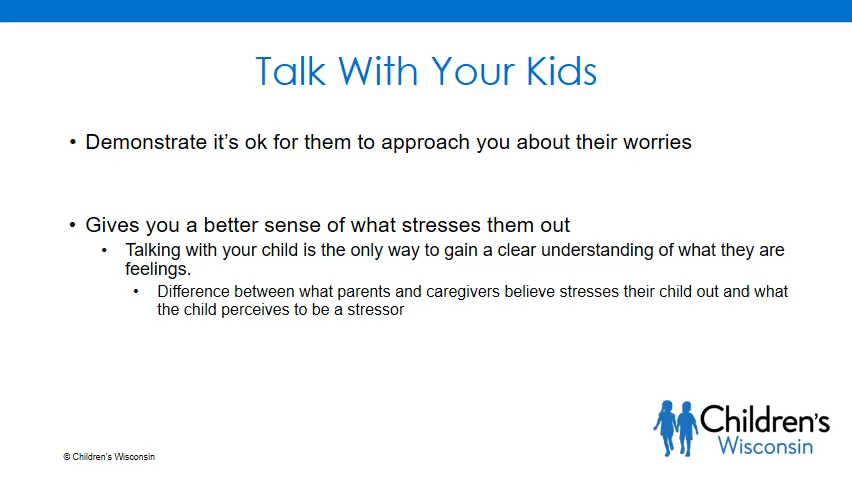 Talk With Your Kids
• Demonstrate it's ok for them to approach you about their worries
• Gives you a better sense of what stresses them out
• Talking with your child is the only way to gain a clear understanding of what they are
feelings.
• Difference between what parents and caregivers believe stresses their child out and what
the child perceives to be a stressor
Children's
Wisconsin
© Children's Wisconsin